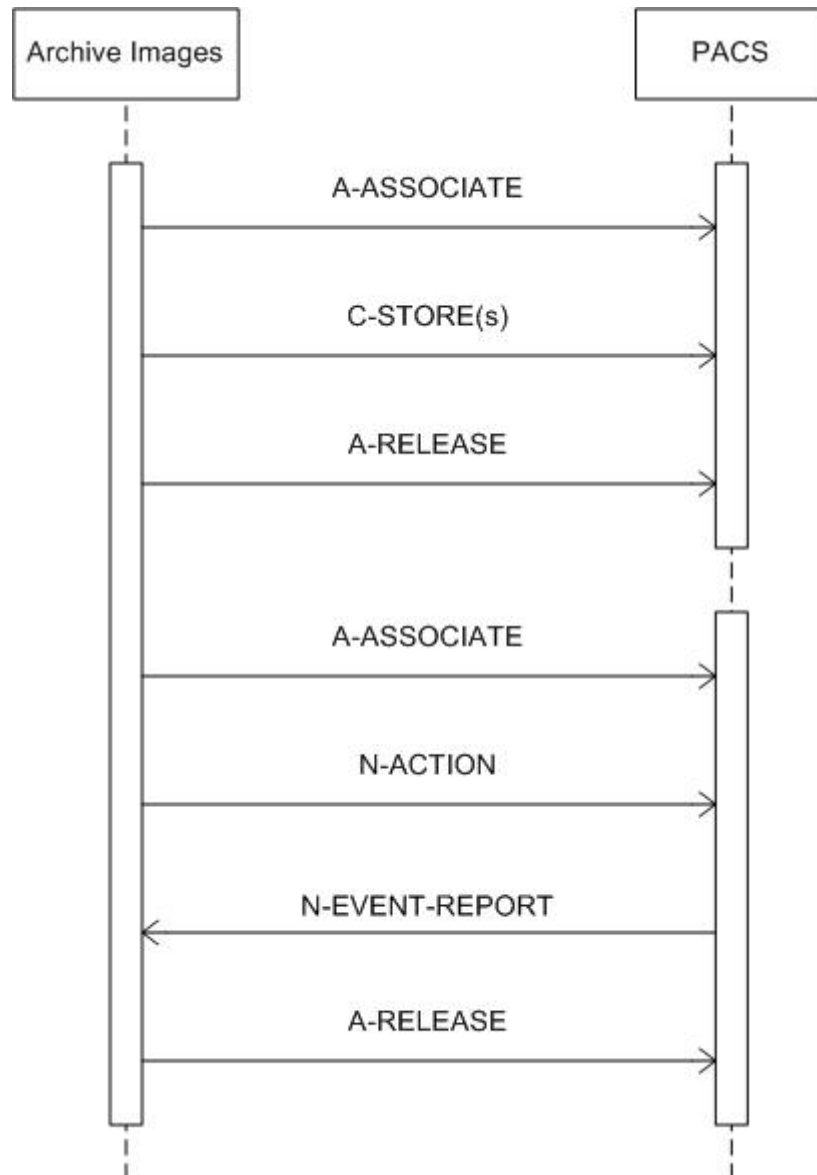 Archive Images
PACS
A-ASSOCIATE
C-STORE(s)
A-RELEASE
A-ASSOCIATE
N-ACTION
N-EVENT-REPORT
A-RELEASE